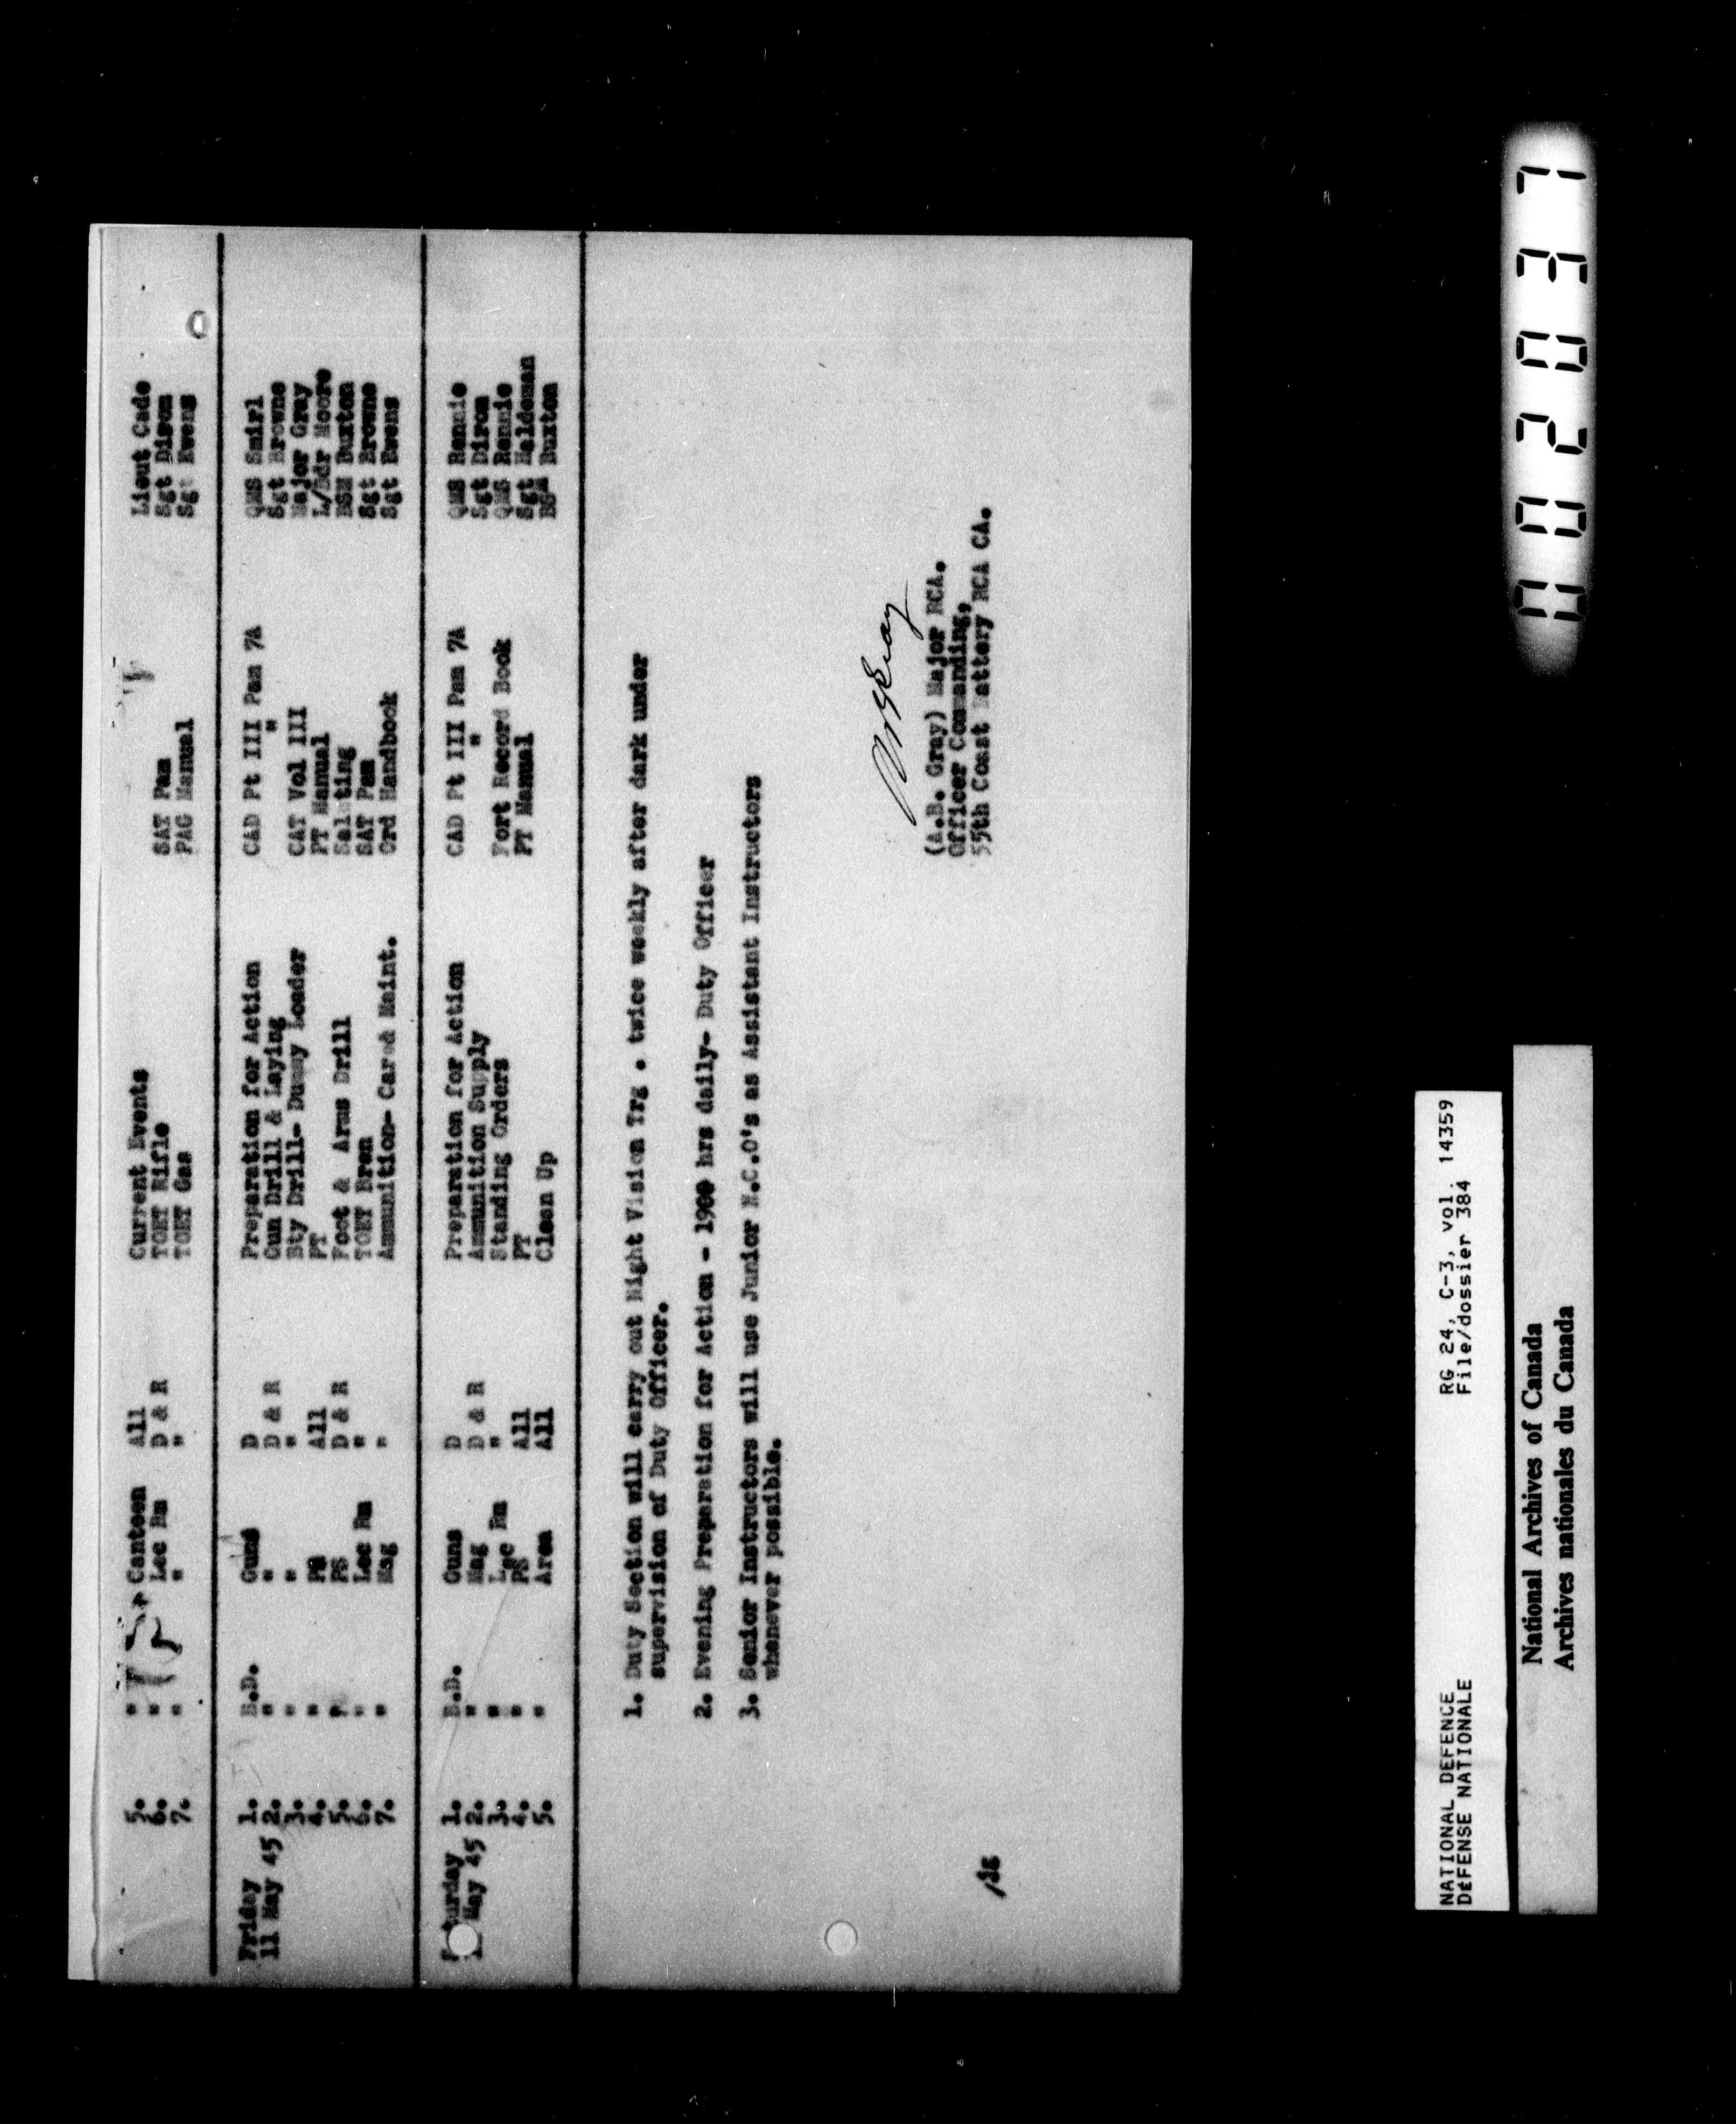 5. " " Canteen All Current Events Lieut Cade
6. " " Lec Rm D & R TOET Rifle SAT Pam Sgt Dirom
7. " " " TOET Gas PAG Manual Sgt Ewens
Friday 1. B.D. Guns D Preparation for Action CAD Pt III Pam 7A QMS Smirl
11 May 45 2. " " D & R Gun Drill & Laying " Sgt Browne
3. " " " Bty Drill- Dummy Loader CAT Vol III Major Gray
4. " PS All PT PT Manual L/Bdr Moore
5. PS D & R Foot & Arms Drill Saluting BSM Buxton
6. " Lec Rm " TOET Bren SAT Pam Sgt Browne
7. " Mag " Ammunition- Care& Maint. Ord Handbook Sgt Ewens
Saturday 1. B.D. Guns D Preparation for Action CAD Pt III Pam 7A QMS Rennie
May 45 2. " Mag D & R Ammunition Supply " Sgt Dirom
3. " Lec Rm " Standing Orders Fort Record Book QMS Rennie
4. " PS All PT PT Manual Sgt Haldeman
5. " Area All Clean Up BSM Buxton
1. Duty Section will carry out Night Vision Trg . twice weekly after dark under
supervision of Duty Officer.
2. Evening Preparation for Action - 1900 hrs daily- Duty Officer
3. Senior Instructors will use Junior N.C.O's as Assistant Instructors
whenever possible.
(A.B. Gray) Major RCA.
Officer Commanding,
55th Coast Battery RCA CA.
NATIONAL DEFENCE RG 24, C-3, vol. 14359
DéFENSE NATIONALE File/dossier 384
National Archives of Canada
Archives nationales du Canada
002037